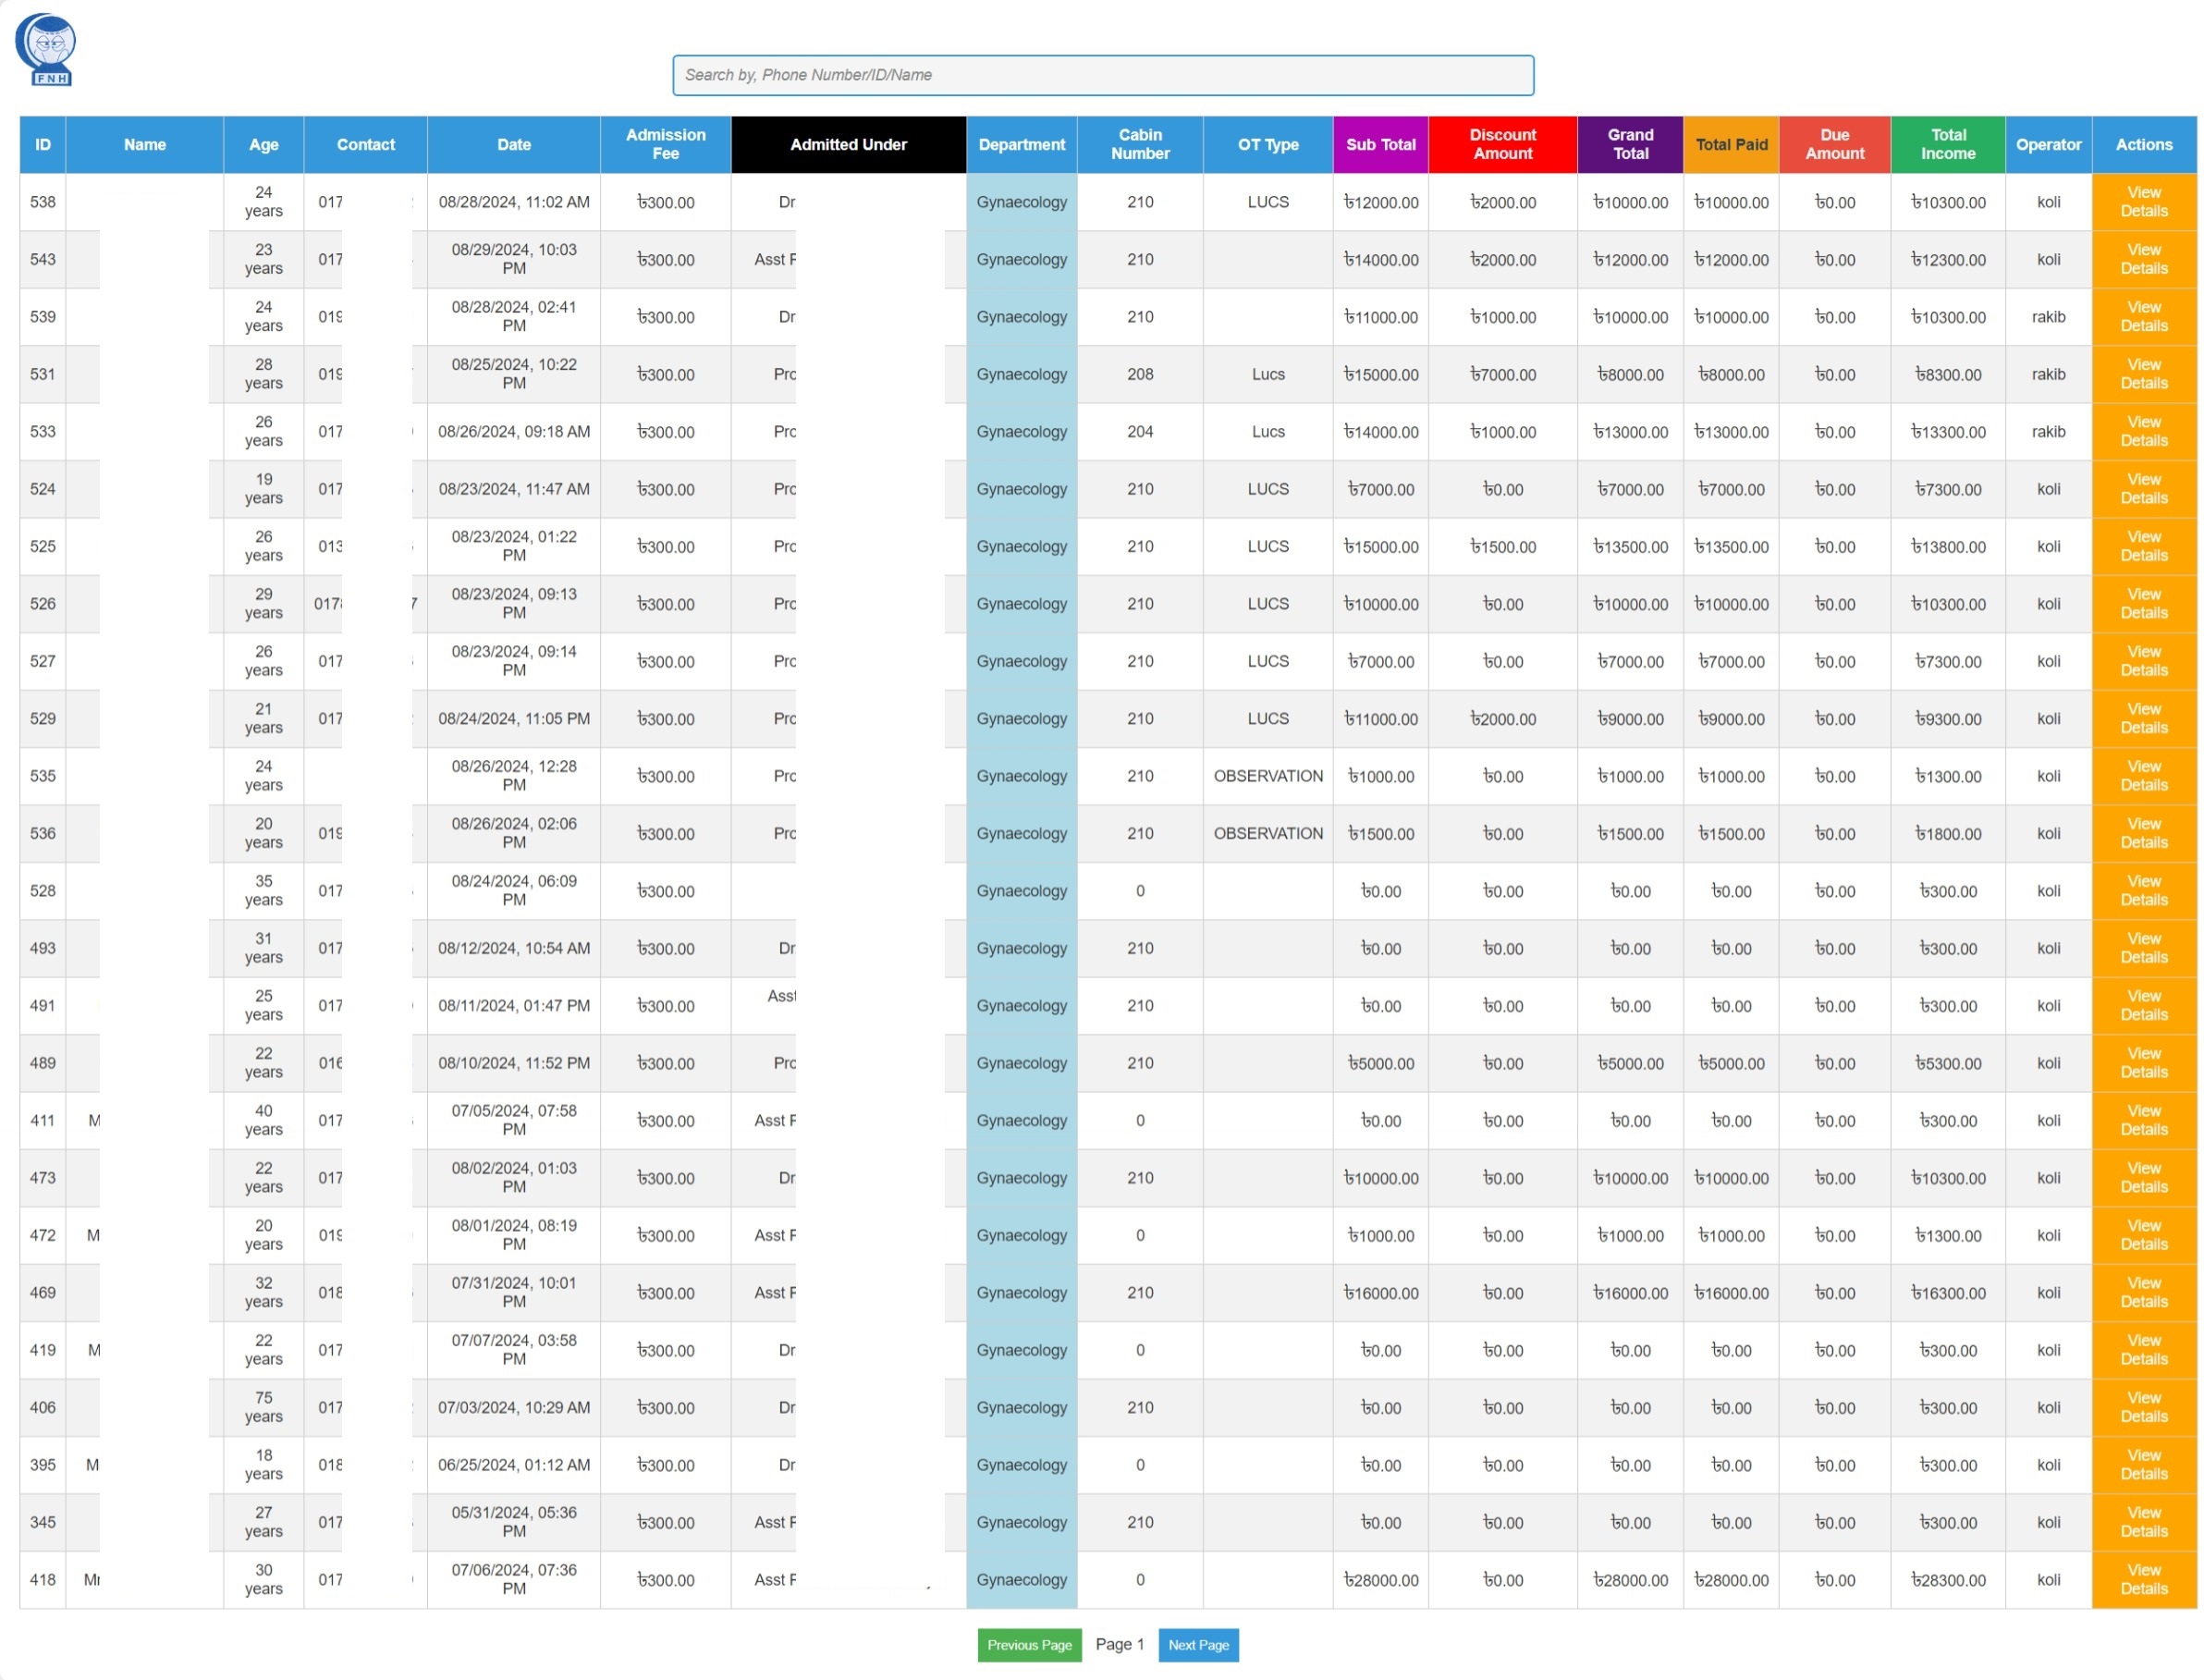 FNH
Search by, Phone Number/ID/Name
ID Name Age Contact Date Admission Fee Admitted Under Department Cabin Number OT Type Sub Total Discount Amount Grand Total Total Paid Due Amount Total Income Operator Actions
538 24 years 017 08/28/2024, 11:02 AM ৳300.00 Dr Gynaecology 210 LUCS ৳12000.00 ৳2000.00 ৳10000.00 ৳10000.00 ৳0.00 ৳10300.00 koli View Details
543 23 years 017 08/29/2024, 10:03 PM ৳300.00 Asst Gynaecology 210 ৳14000.00 ৳2000.00 ৳12000.00 ৳12000.00 ৳0.00 ৳12300.00 koli View Details
539 24 years 019 08/28/2024, 02:41 PM ৳300.00 Dr Gynaecology 210 ৳11000.00 ৳1000.00 ৳10000.00 ৳10000.00 ৳0.00 ৳10300.00 rakib View Details
531 28 years 019 08/25/2024, 10:22 PM ৳300.00 Pro Gynaecology 208 Lucs ৳15000.00 ৳7000.00 ৳8000.00 ৳8000.00 ৳0.00 ৳8300.00 rakib View Details
533 26 years 017 08/26/2024, 09:18 AM ৳300.00 Pro Gynaecology 204 Lucs ৳14000.00 ৳1000.00 ৳13000.00 ৳13000.00 ৳0.00 ৳13300.00 rakib View Details
524 19 years 017 08/23/2024, 11:47 AM ৳300.00 Pro Gynaecology 210 LUCS ৳7000.00 ৳0.00 ৳7000.00 ৳7000.00 ৳0.00 ৳7300.00 koli View Details
525 26 years 013 08/23/2024, 01:22 PM ৳300.00 Pro Gynaecology 210 LUCS ৳15000.00 ৳1500.00 ৳13500.00 ৳13500.00 ৳0.00 ৳13800.00 koli View Details
526 29 years 017 7 08/23/2024, 09:13 PM ৳300.00 Pro Gynaecology 210 LUCS ৳10000.00 ৳0.00 ৳10000.00 ৳10000.00 ৳0.00 ৳10300.00 koli View Details
527 26 years 017 08/23/2024, 09:14 PM ৳300.00 Pro Gynaecology 210 LUCS ৳7000.00 ৳0.00 ৳7000.00 ৳7000.00 ৳0.00 ৳7300.00 koli View Details
529 21 years 017 08/24/2024, 11:05 PM ৳300.00 Pro Gynaecology 210 LUCS ৳11000.00 ৳2000.00 ৳9000.00 ৳9000.00 ৳0.00 ৳9300.00 koli View Details
535 24 years 08/26/2024, 12:28 PM ৳300.00 Pro Gynaecology 210 OBSERVATION ৳1000.00 ৳0.00 ৳1000.00 ৳1000.00 ৳0.00 ৳1300.00 koli View Details
536 20 years 019 08/26/2024, 02:06 PM ৳300.00 Pro Gynaecology 210 OBSERVATION ৳1500.00 ৳0.00 ৳1500.00 ৳1500.00 ৳0.00 ৳1800.00 koli View Details
528 35 years 017 08/24/2024, 06:09 PM ৳300.00 Gynaecology 0 ৳0.00 ৳0.00 ৳0.00 ৳0.00 ৳0.00 ৳300.00 koli View Details
493 31 years 017 08/12/2024, 10:54 AM ৳300.00 Dr Gynaecology 210 ৳0.00 ৳0.00 ৳0.00 ৳0.00 ৳0.00 ৳300.00 koli View Details
491 25 years 017 08/11/2024, 01:47 PM ৳300.00 Asst Gynaecology 210 ৳0.00 ৳0.00 ৳0.00 ৳0.00 ৳0.00 ৳300.00 koli View Details
489 22 years 016 08/10/2024, 11:52 PM ৳300.00 Pro Gynaecology 210 ৳5000.00 ৳0.00 ৳5000.00 ৳5000.00 ৳0.00 ৳5300.00 koli View Details
411 M 40 years 017 07/05/2024, 07:58 PM ৳300.00 Asst Gynaecology 0 ৳0.00 ৳0.00 ৳0.00 ৳0.00 ৳0.00 ৳300.00 koli View Details
473 22 years 017 08/02/2024, 01:03 PM ৳300.00 Dr Gynaecology 210 ৳10000.00 ৳0.00 ৳10000.00 ৳10000.00 ৳0.00 ৳10300.00 koli View Details
472 M 20 years 019 08/01/2024, 08:19 PM ৳300.00 Asst Gynaecology 0 ৳1000.00 ৳0.00 ৳1000.00 ৳1000.00 ৳0.00 ৳1300.00 koli View Details
469 32 years 018 07/31/2024, 10:01 PM ৳300.00 Asst Gynaecology 210 ৳16000.00 ৳0.00 ৳16000.00 ৳16000.00 ৳0.00 ৳16300.00 koli View Details
419 M 22 years 017 07/07/2024, 03:58 PM ৳300.00 Dr Gynaecology 0 ৳0.00 ৳0.00 ৳0.00 ৳0.00 ৳0.00 ৳300.00 koli View Details
406 75 years 017 07/03/2024, 10:29 AM ৳300.00 Dr Gynaecology 210 ৳0.00 ৳0.00 ৳0.00 ৳0.00 ৳0.00 ৳300.00 koli View Details
395 M 18 years 018 06/25/2024, 01:12 AM ৳300.00 Dr Gynaecology 0 ৳0.00 ৳0.00 ৳0.00 ৳0.00 ৳0.00 ৳300.00 koli View Details
345 27 years 017 05/31/2024, 05:36 PM ৳300.00 Asst Gynaecology 210 ৳0.00 ৳0.00 ৳0.00 ৳0.00 ৳0.00 ৳300.00 koli View Details
418 Mr 30 years 017 07/06/2024, 07:36 PM ৳300.00 Asst Gynaecology 0 ৳28000.00 ৳0.00 ৳28000.00 ৳28000.00 ৳0.00 ৳28300.00 koli View Details
Previous Page Page 1 Next Page